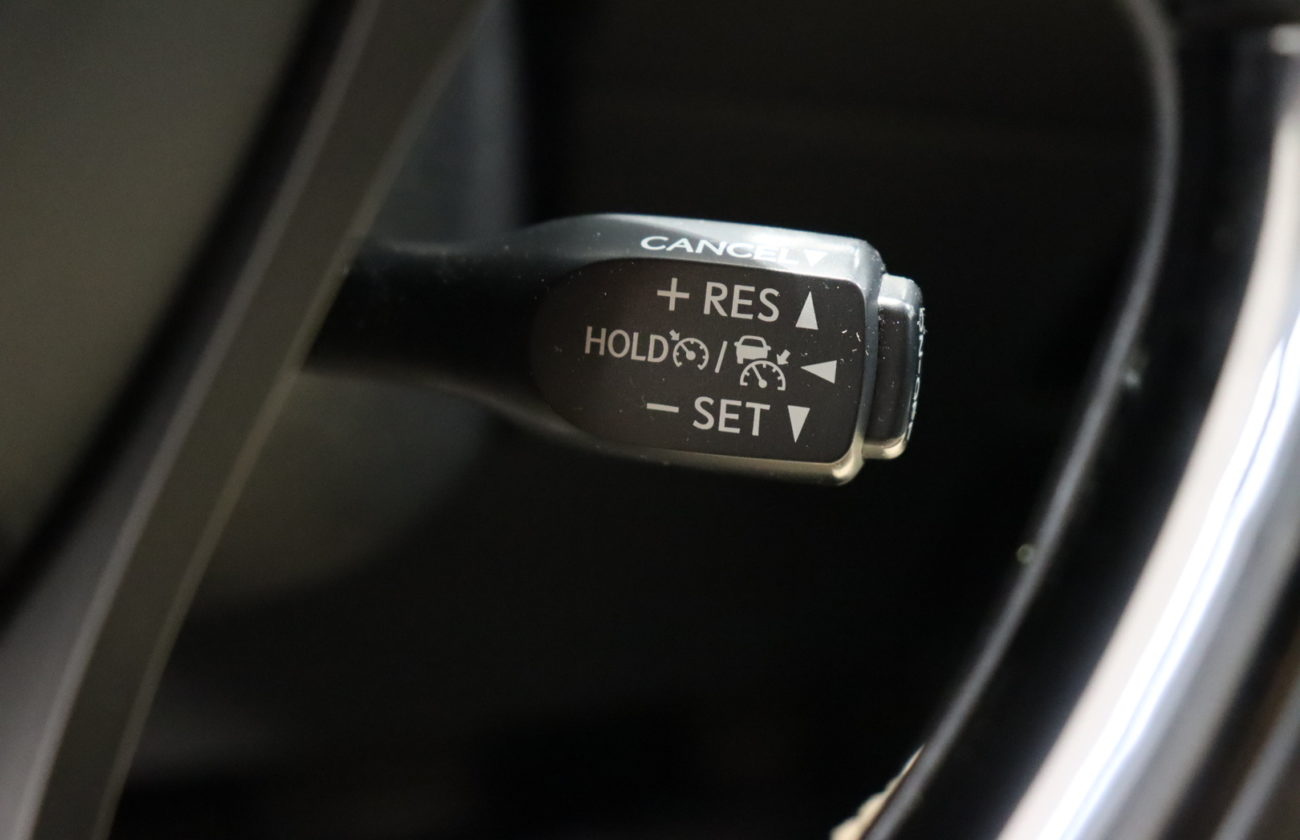 CANCEL
+ RES
HOLD /
− SET